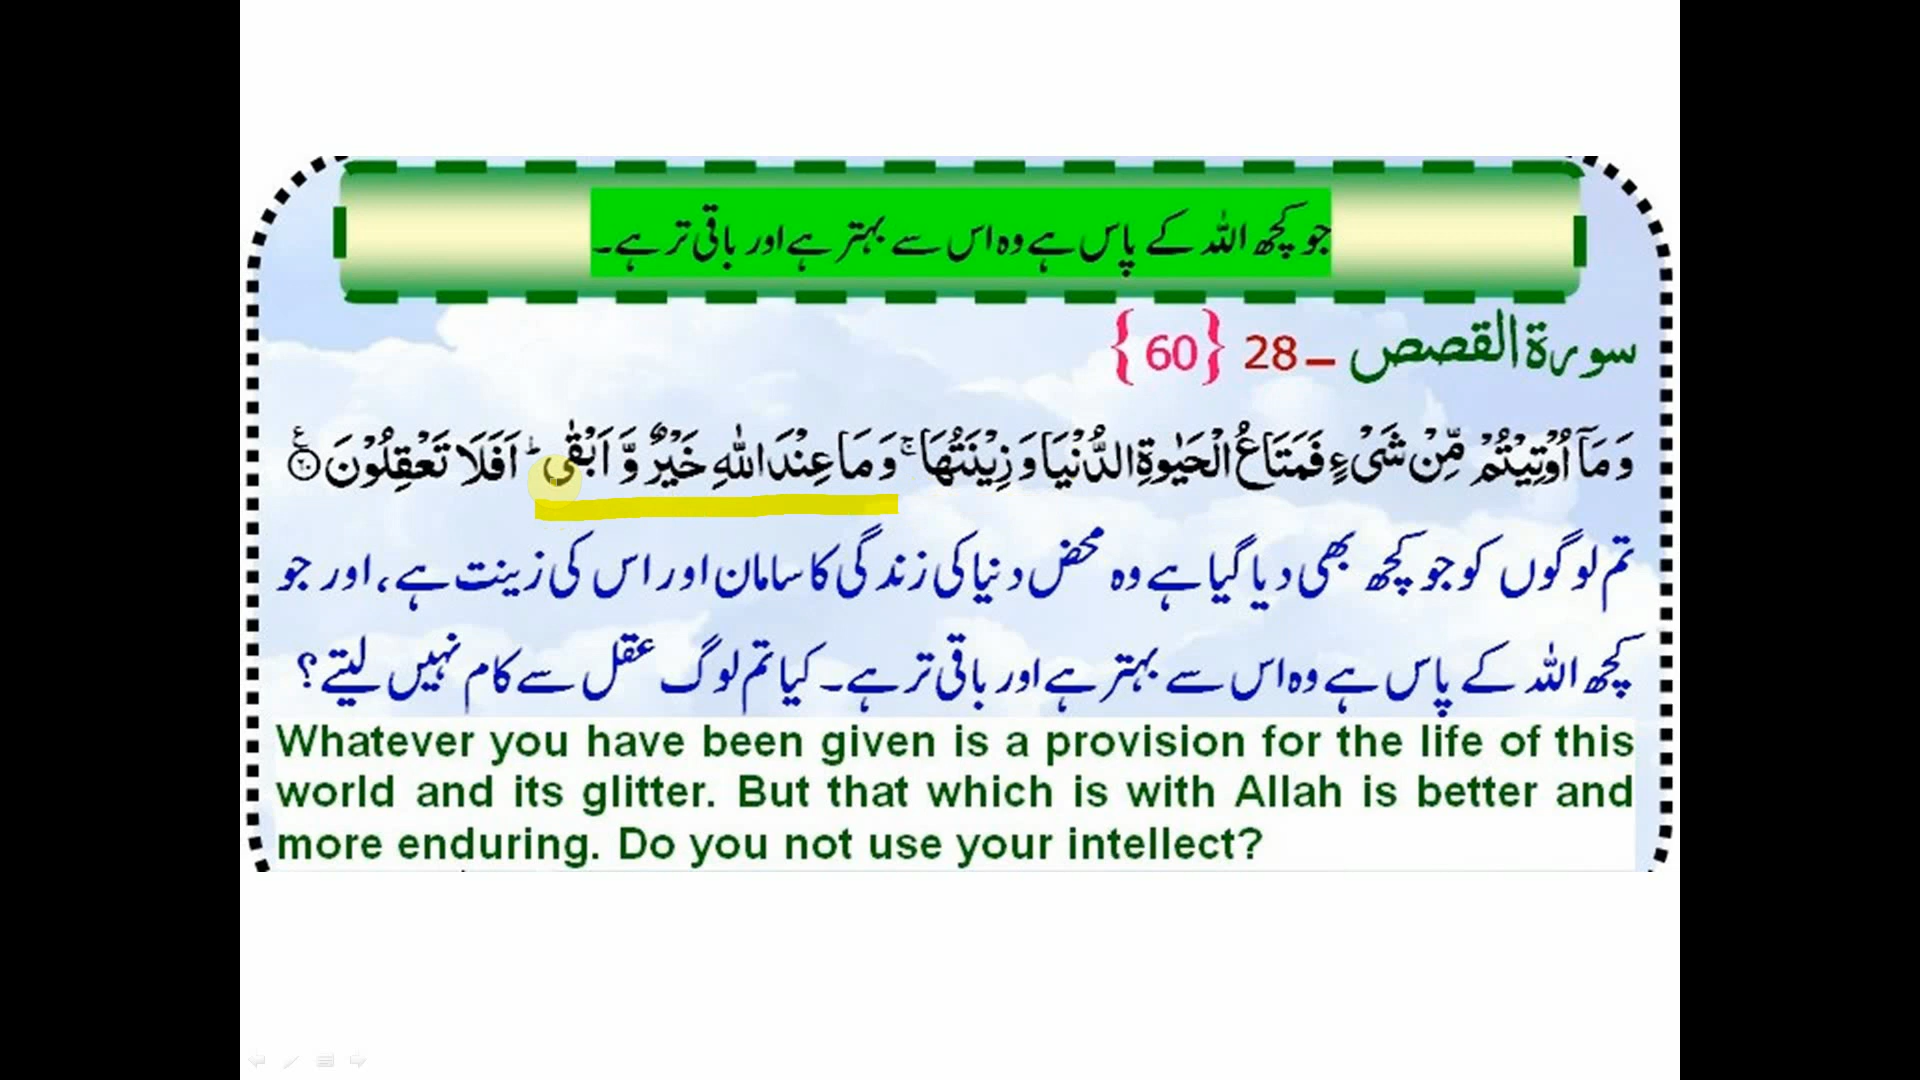 جو کچھ اللہ کے پاس ہے وہ اس سے بہتر ہے اور باقی تر ہے۔
سورة القصص ـ 28 {60}
وَمَآ اُوْتِيْتُمْ مِّنْ شَیْءٍ فَمَتَاعُ الْحَيٰوةِ الدُّنْيَا وَزِيْنَتُهَا ۚ وَمَا عِنْدَ اللّٰهِ خَيْرٌ وَّ اَبْقٰى ؕ اَفَلَا تَعْقِلُوْنَ ۟۠
تم لوگوں کو جو کچھ بھی دیا گیا ہے وہ محض دنیا کی زندگی کا سامان اور اس کی زینت ہے، اور جو
کچھ اللہ کے پاس ہے وہ اس سے بہتر ہے اور باقی تر ہے۔ کیا تم لوگ عقل سے کام نہیں لیتے؟
Whatever you have been given is a provision for the life of this
world and its glitter. But that which is with Allah is better and
more enduring. Do you not use your intellect?